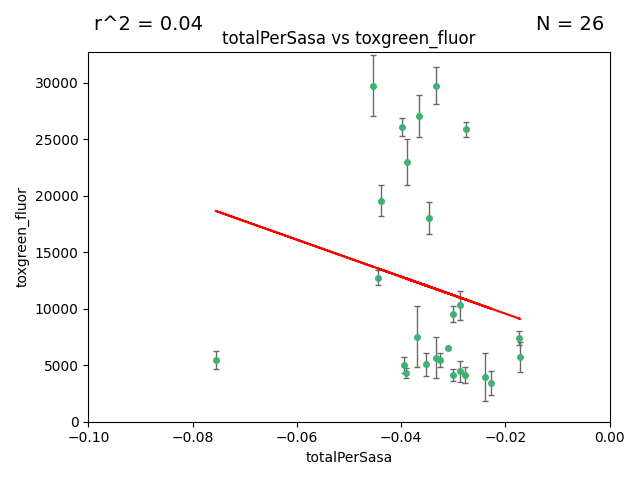 r^2 = 0.04
N = 26
totalPerSasa vs toxgreen_fluor
30000
25000
20000
15000
10000
5000
0
toxgreen_fluor
−0.10
−0.08
−0.06
−0.04
−0.02
0.00
totalPerSasa